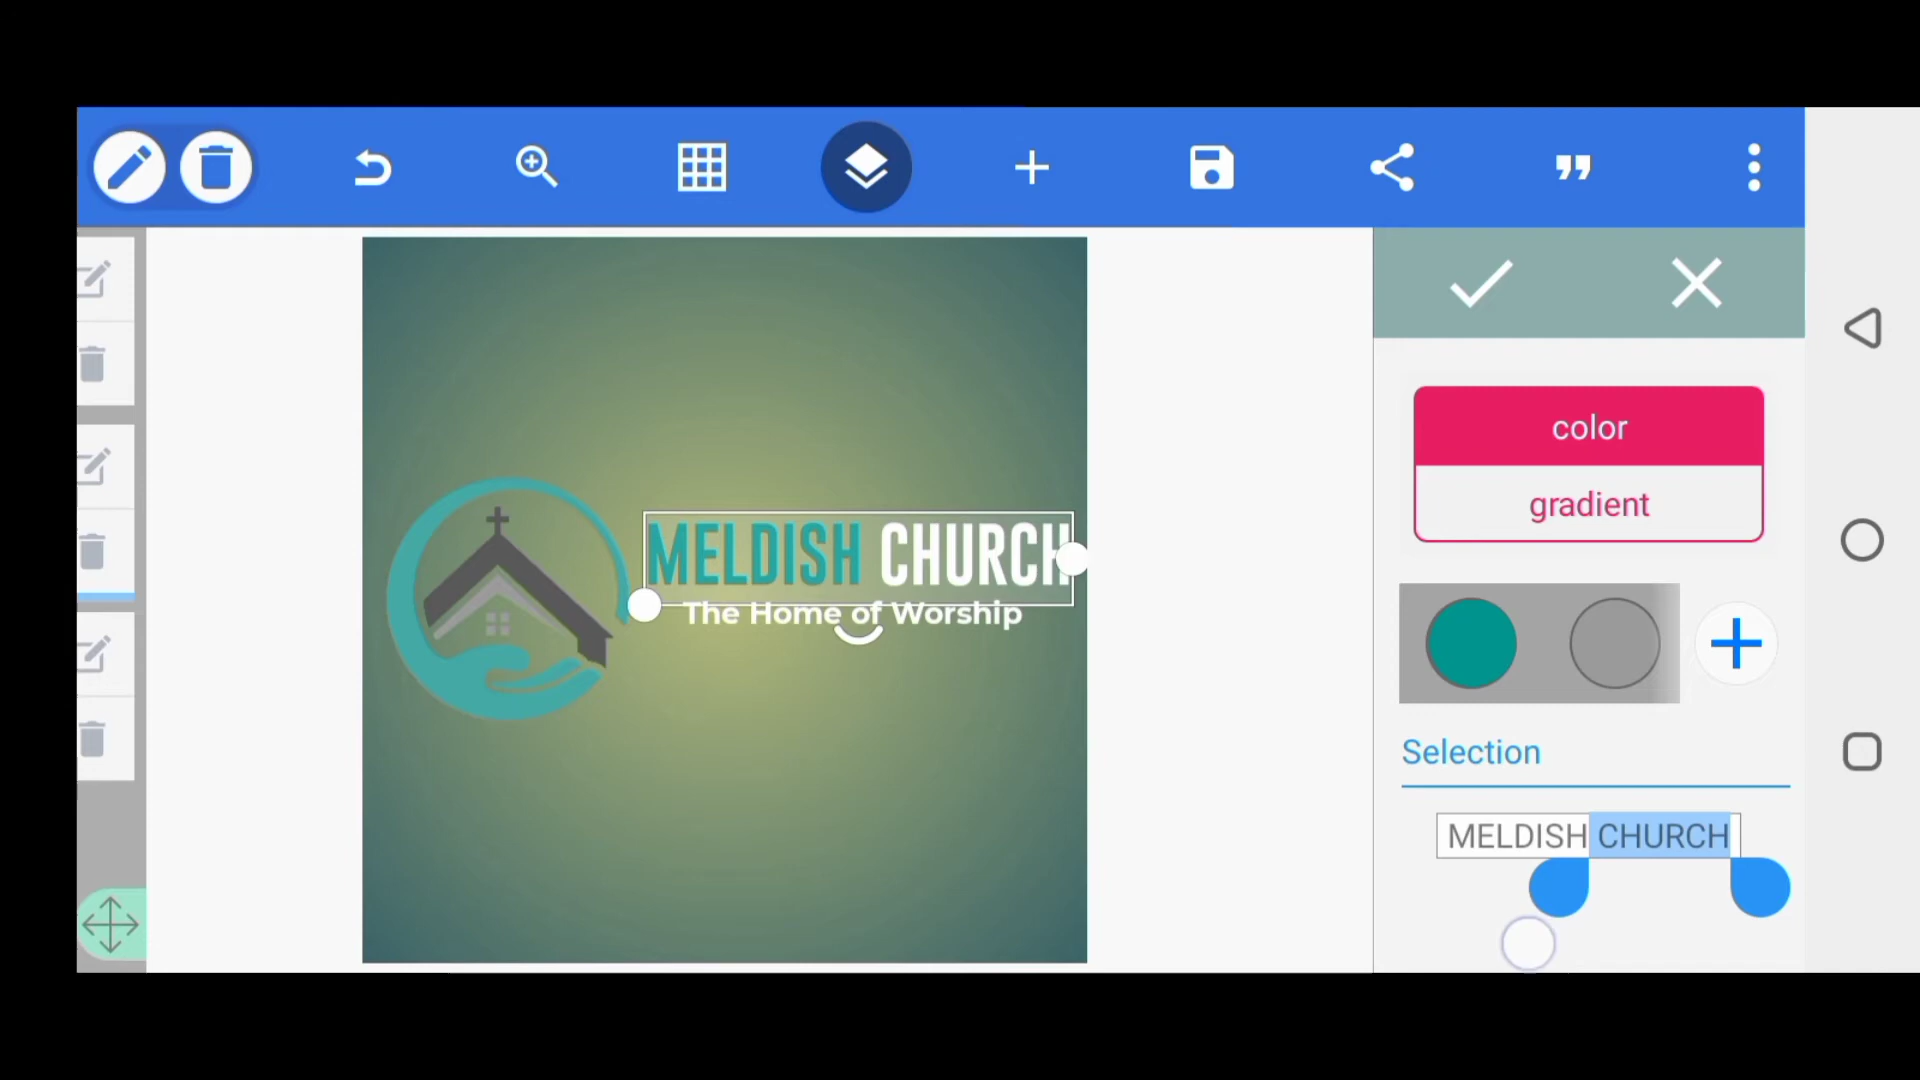 color
gradient
MELDISH CHURCH
The Home of Worship
Selection
MELDISH CHURCH